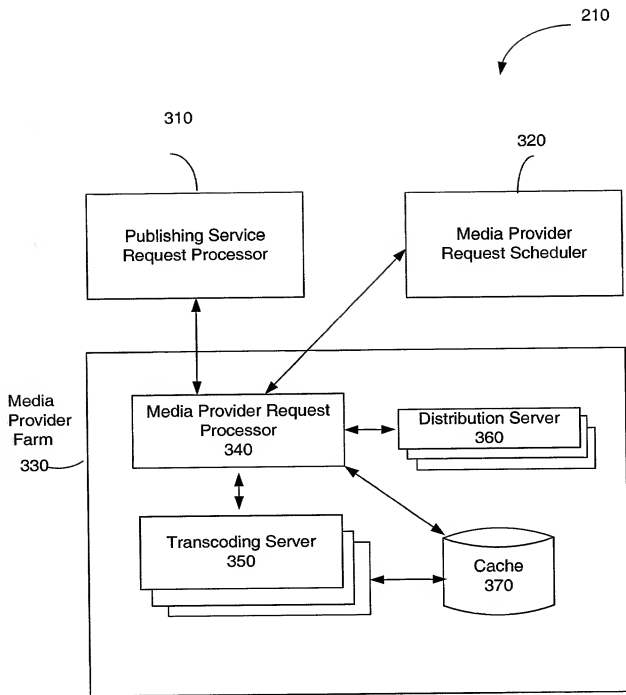 210
310
320
Publishing Service
Request Processor
Media Provider
Request Scheduler
Media
Provider
Farm
330
Media Provider Request
Processor
340
Distribution Server
360
Transcoding Server
350
Cache
370